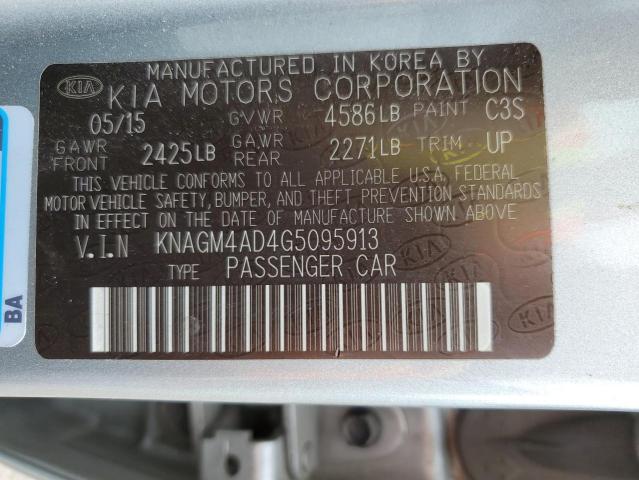 MANUFACTURED IN KOREA BY
KIA KIA MOTORS CORPORATION
05/15 GVWR 4586LB PAINT C3S
GAWR FRONT 2425LB GAWR REAR 2271LB TRIM UP
THIS VEHICLE CONFORMS TO ALL APPLICABLE U.S.A. FEDERAL
MOTOR VEHICLE SAFETY, BUMPER, AND THEFT PREVENTION STANDARDS
IN EFFECT ON THE DATE OF MANUFACTURE SHOWN ABOVE
V.I.N KNAGM4AD4G5095913
TYPE PASSENGER CAR
BA